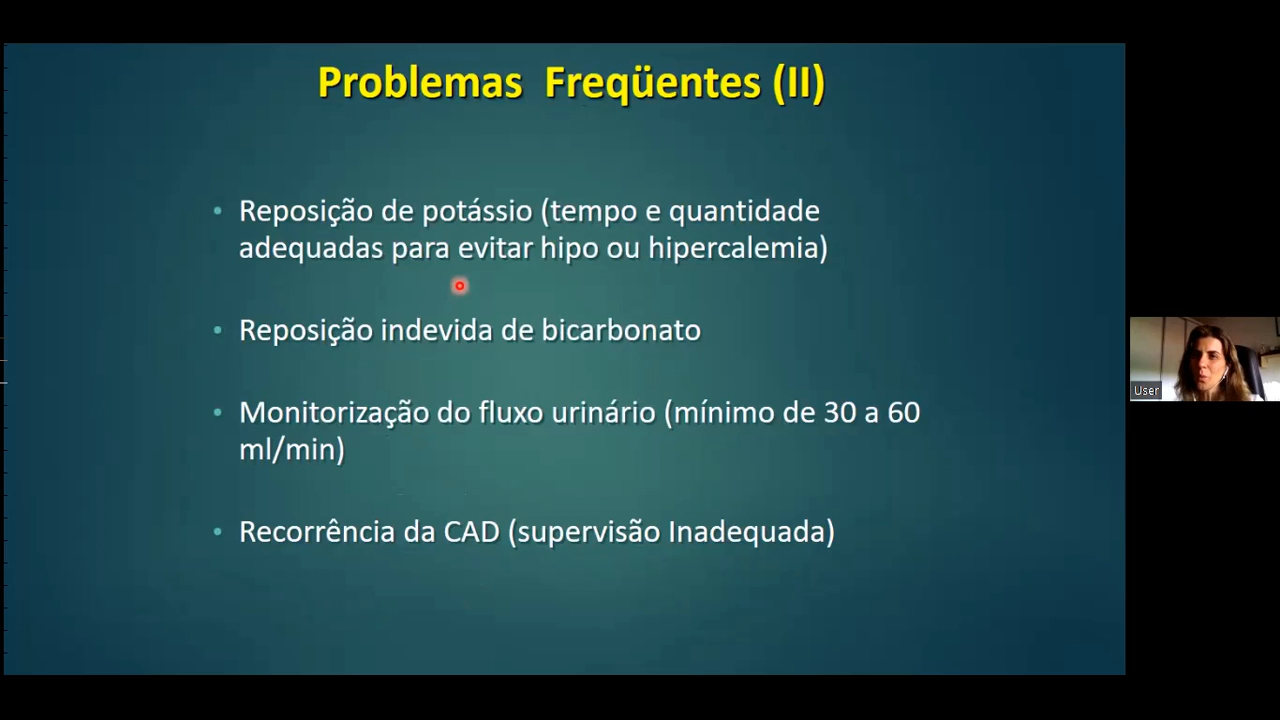 Problemas Freqüentes (II)
• Reposição de potássio (tempo e quantidade
adequadas para evitar hipo ou hipercalemia)
• Reposição indevida de bicarbonato
• Monitorização do fluxo urinário (mínimo de 30 a 60
ml/min)
• Recorrência da CAD (supervisão Inadequada)
User